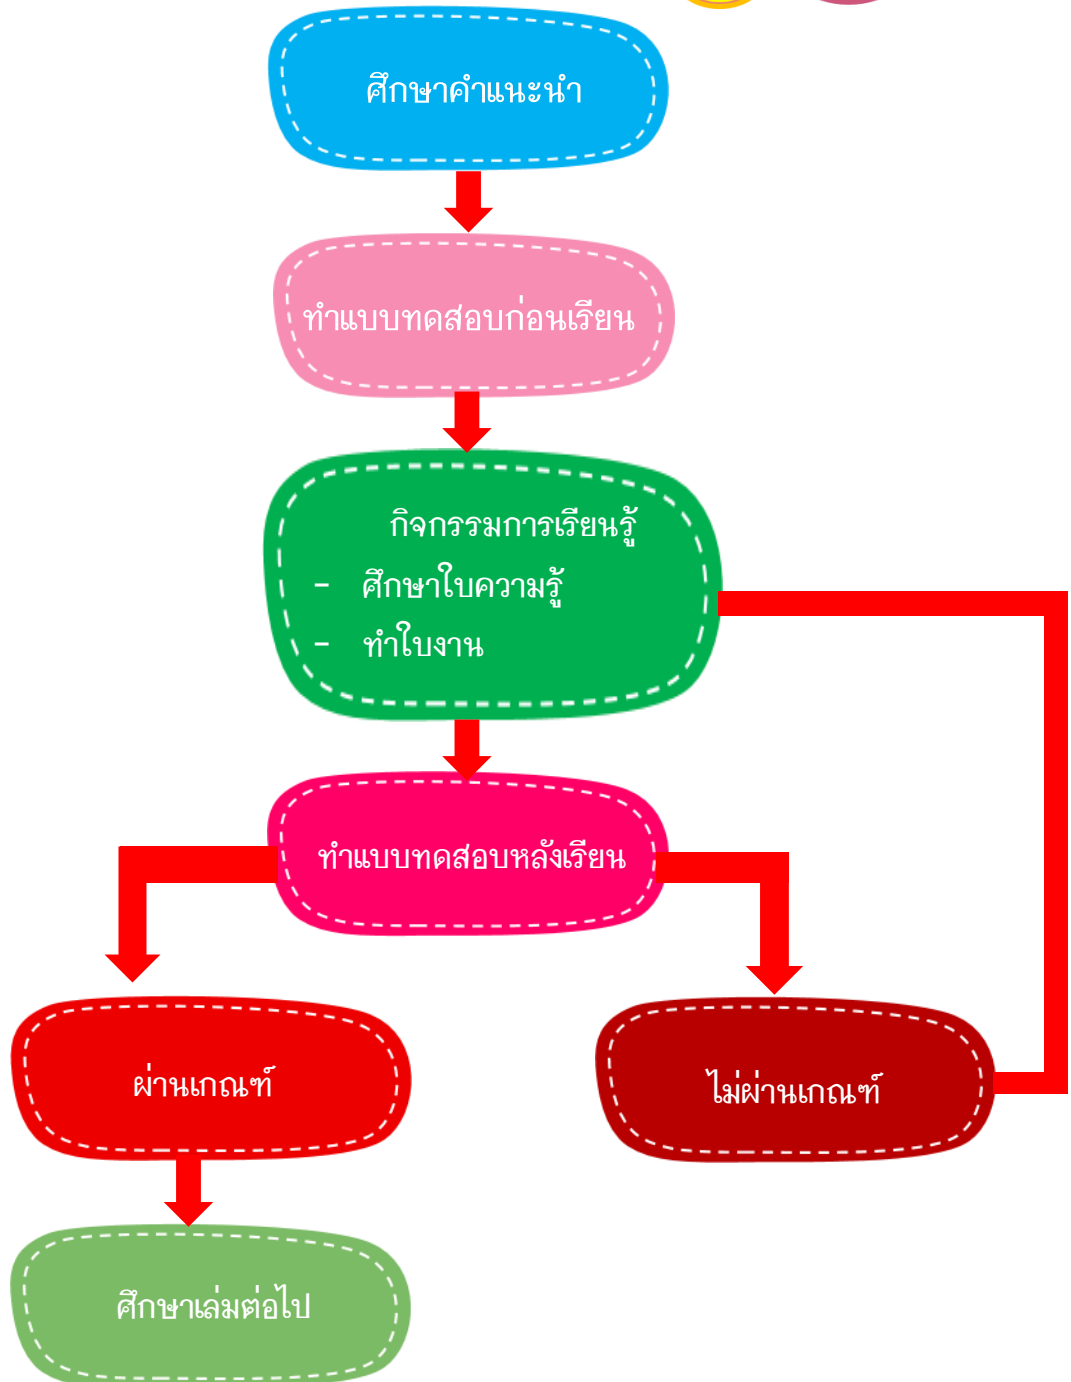 ศึกษาคำแนะนำ
ทำแบบทดสอบก่อนเรียน
กิจกรรมการเรียนรู้
- ศึกษาใบความรู้
- ทำใบงาน
ทำแบบทดสอบหลังเรียน
ผ่านเกณฑ์
ไม่ผ่านเกณฑ์
ศึกษาเล่มต่อไป